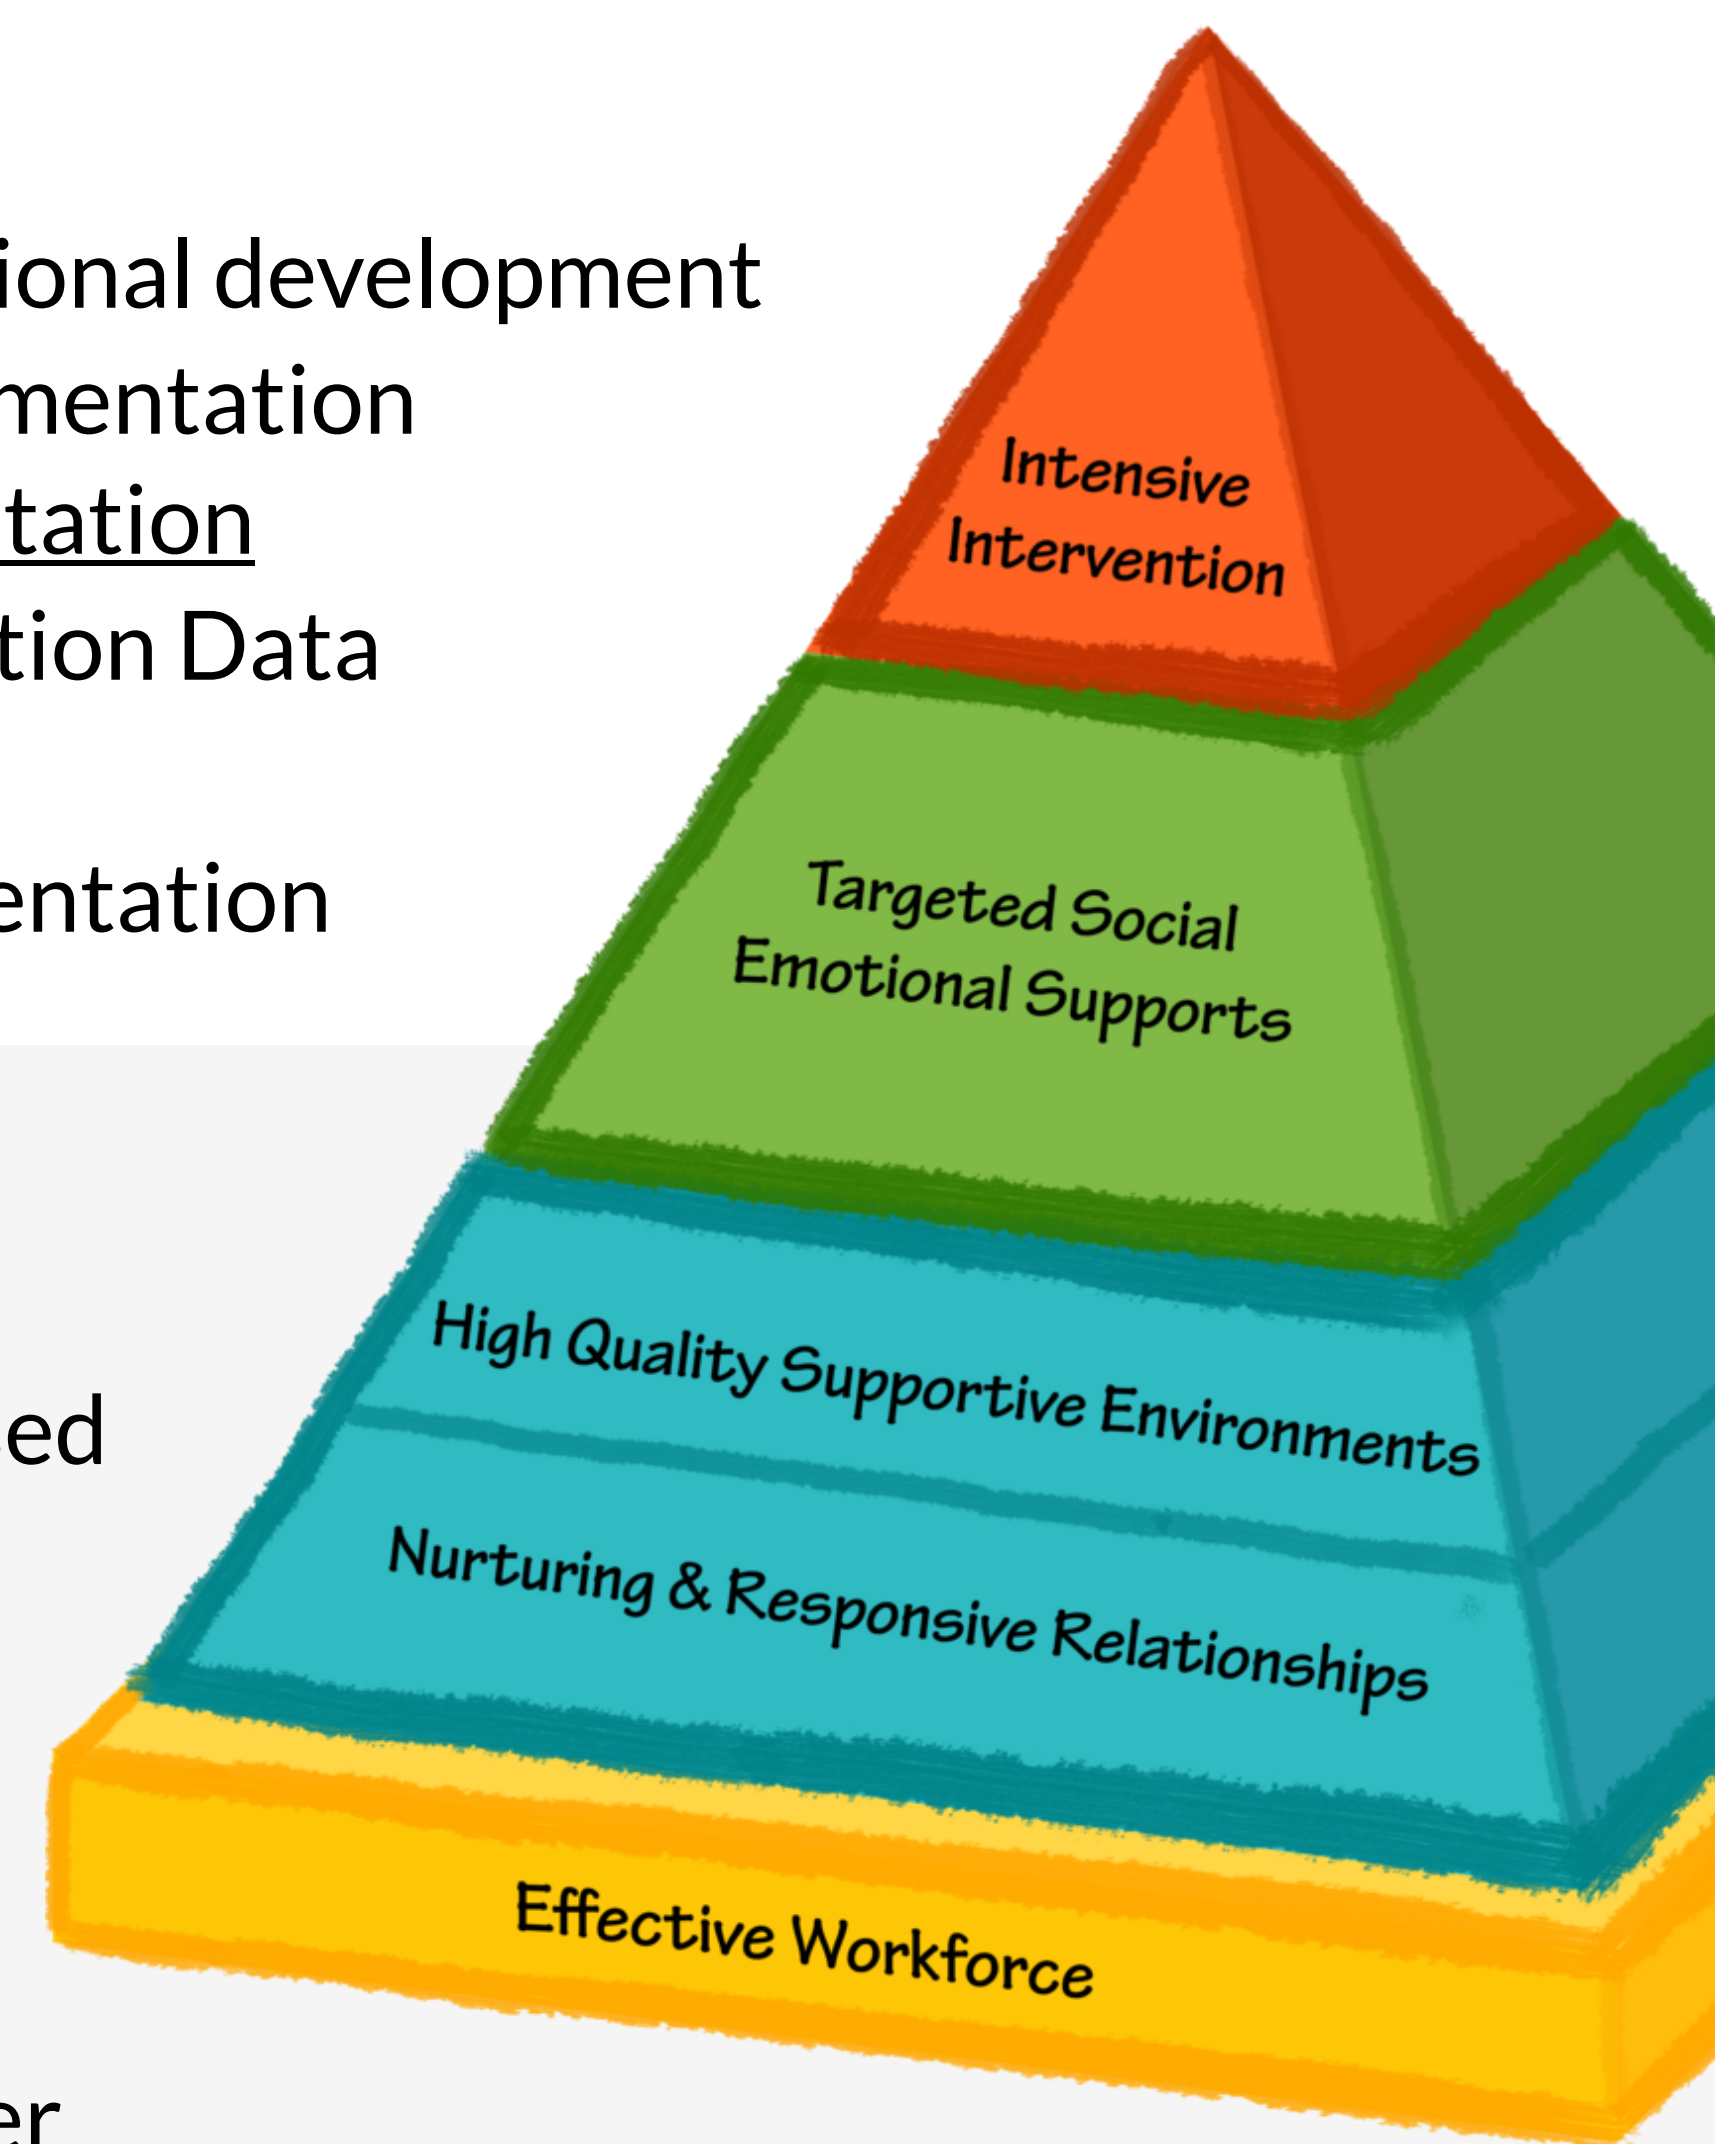 ional development
mentation
tation
tion Data
entation
ed
er
Intensive
Intervention
Targeted Social
Emotional Supports
High Quality Supportive Environments
Nurturing & Responsive Relationships
Effective Workforce